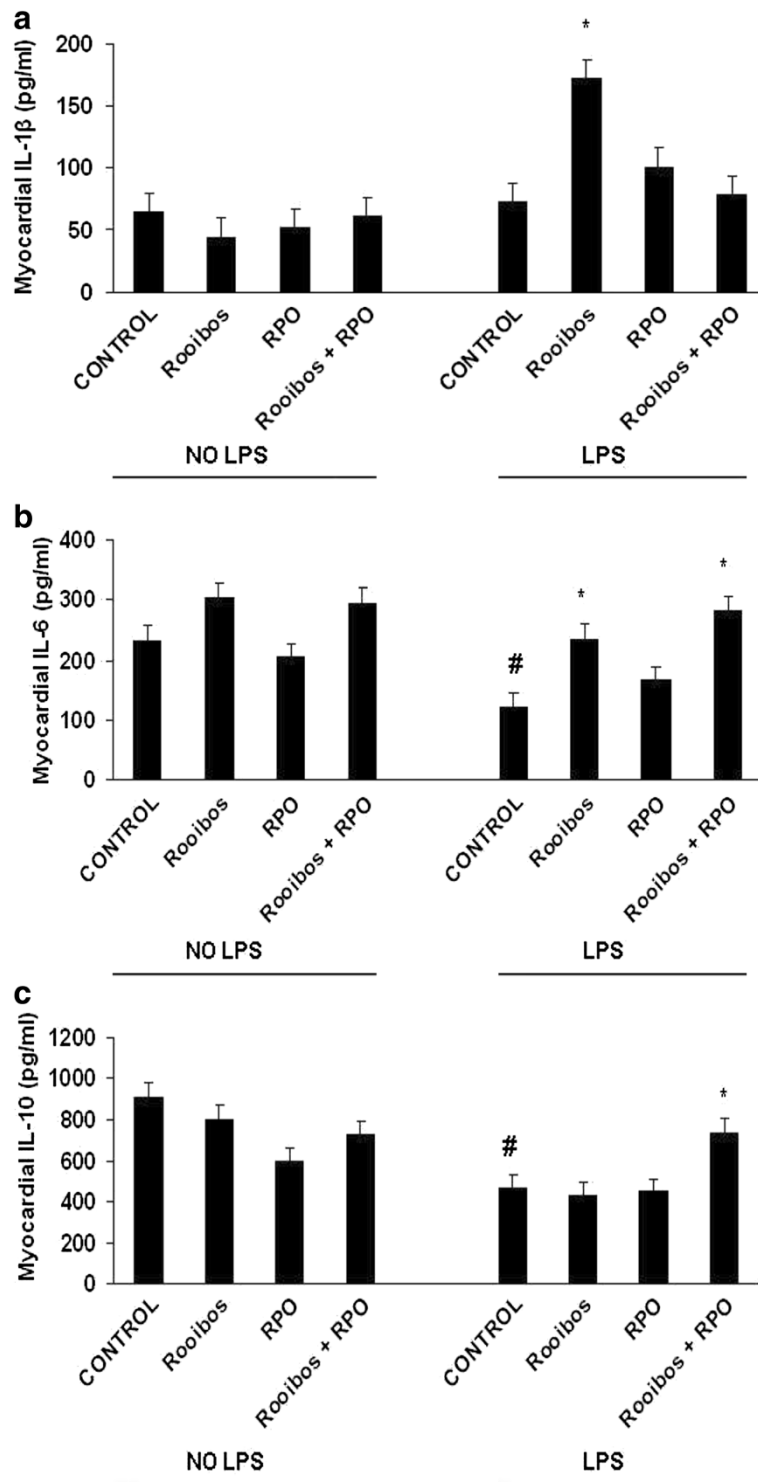 a
Myocardial IL-1β (pg/ml)
200
150
100
50
0
*
CONTROL
Rooibos
RPO
Rooibos + RPO
CONTROL
Rooibos
RPO
Rooibos + RPO
NO LPS
LPS
b
Myocardial IL-6 (pg/ml)
400
300
200
100
0
#
*
*
CONTROL
Rooibos
RPO
Rooibos + RPO
CONTROL
Rooibos
RPO
Rooibos + RPO
NO LPS
LPS
c
Myocardial IL-10 (pg/ml)
1200
1000
800
600
400
200
0
#
*
CONTROL
Rooibos
RPO
Rooibos + RPO
CONTROL
Rooibos
RPO
Rooibos + RPO
NO LPS
LPS